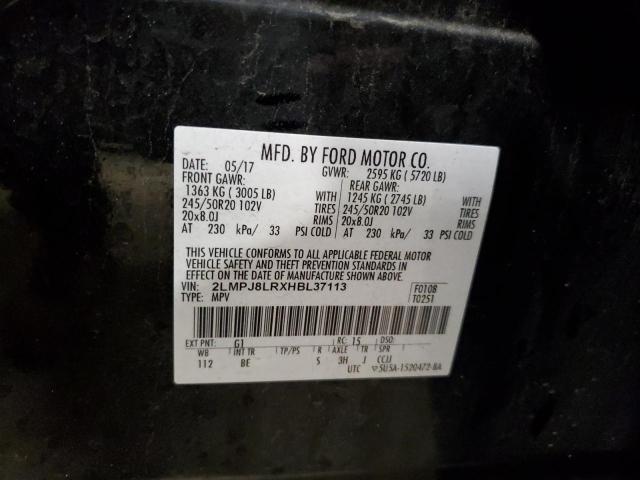 MFD. BY FORD MOTOR CO.
DATE: 05/17 GVWR: 2595 KG ( 5720 LB)
FRONT GAWR: REAR GAWR:
1363 KG ( 3005 LB) WITH 1245 KG ( 2745 LB) WITH
245/50R20 102V TIRES 245/50R20 102V TIRES
20x8.0J RIMS 20x8.0J RIMS
AT 230 kPa/ 33 PSI COLD AT 230 kPa/ 33 PSI COLD
THIS VEHICLE CONFORMS TO ALL APPLICABLE FEDERAL MOTOR
VEHICLE SAFETY AND THEFT PREVENTION STANDARDS IN
EFFECT ON THE DATE OF MANUFACTURE SHOWN ABOVE.
VIN: 2LMPJ8LRXHBL37113 F0108
TYPE: MPV T0251
EXT PNT: G1 RC: 15 DSO:
WB INT TR TP/PS R AXLE TR SPR
112 BE S 3H J CCJJ
UTC 5U5A-1520472-BA